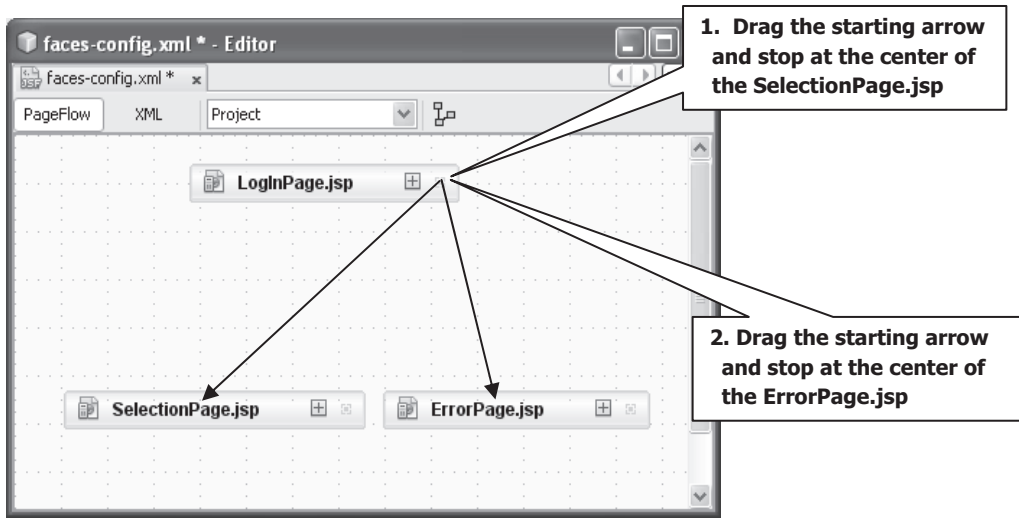 faces-config.xml * - Editor
faces-config.xml *
PageFlow XML Project
LogInPage.jsp
SelectionPage.jsp
ErrorPage.jsp
1. Drag the starting arrow
and stop at the center of
the SelectionPage.jsp
2. Drag the starting arrow
and stop at the center of
the ErrorPage.jsp